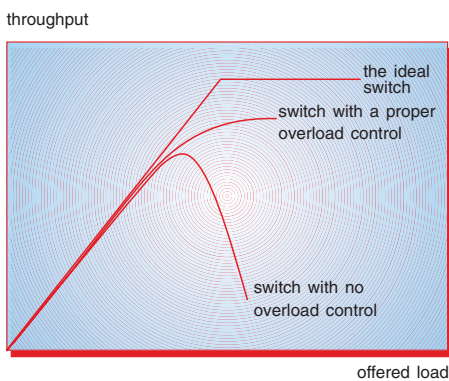 throughput
the ideal
switch
switch with a proper
overload control
switch with no
overload control
offered load